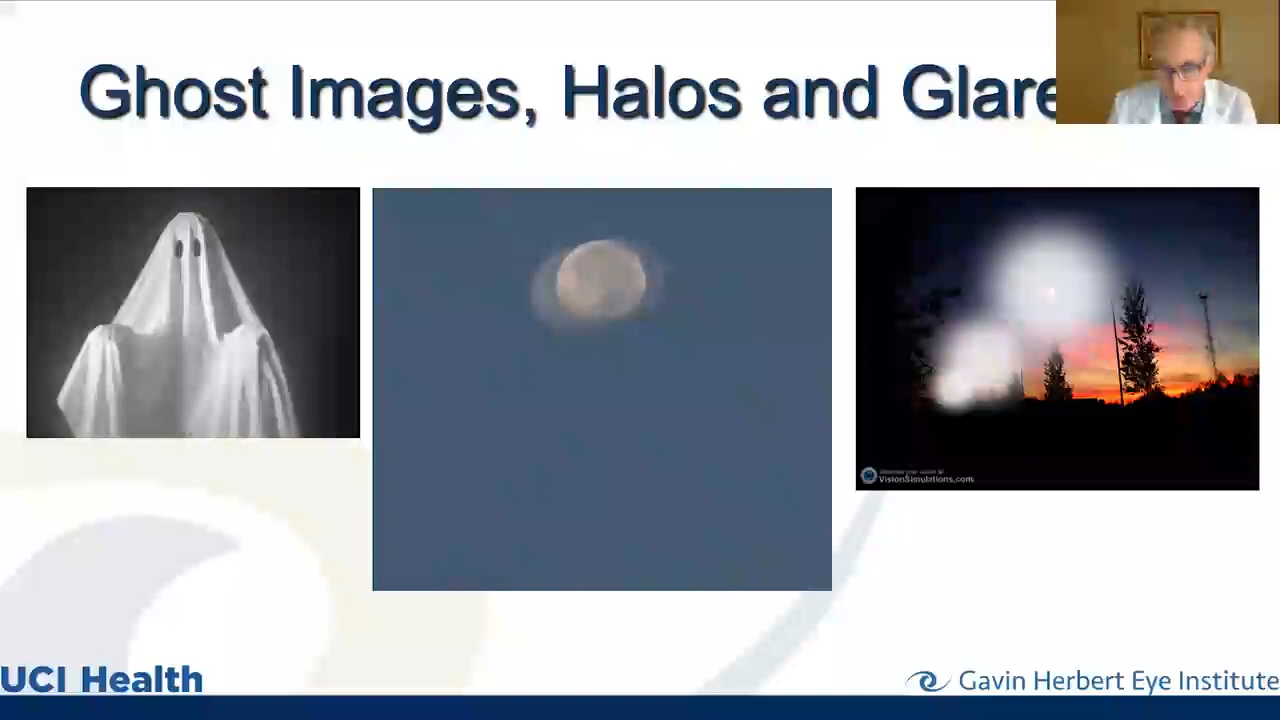 Ghost Images, Halos and Glare
VisionSimulations.com
UCI Health
Gavin Herbert Eye Institute